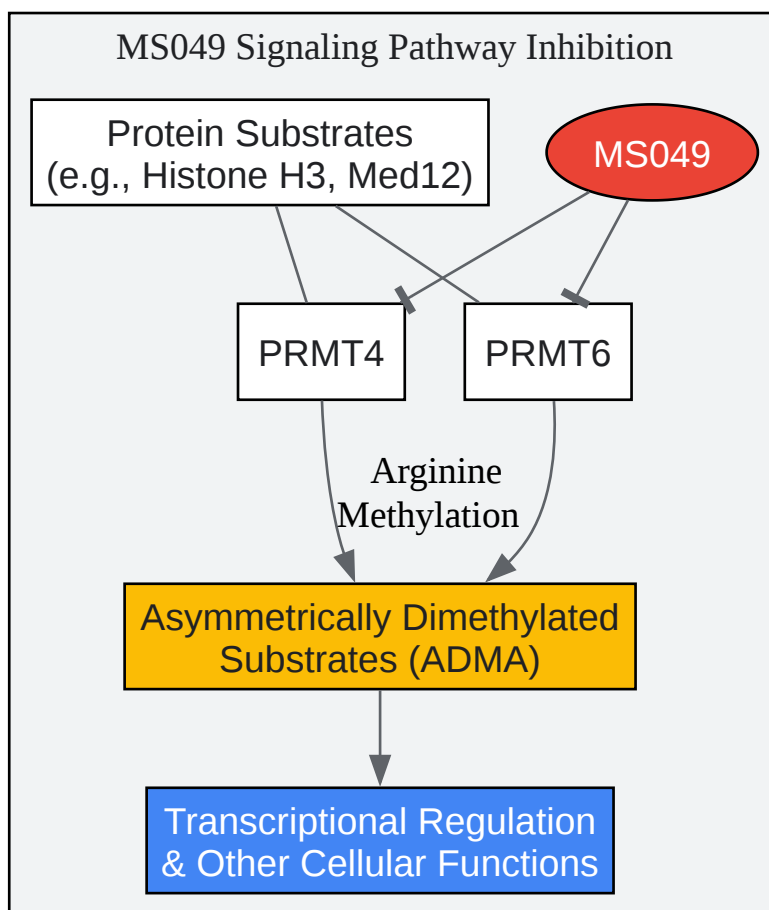 MS049 Signaling Pathway Inhibition
Protein Substrates
(e.g., Histone H3, Med12)
MS049
PRMT4
PRMT6
Arginine
Methylation
Asymmetrically Dimethylated
Substrates (ADMA)
Transcriptional Regulation
& Other Cellular Functions